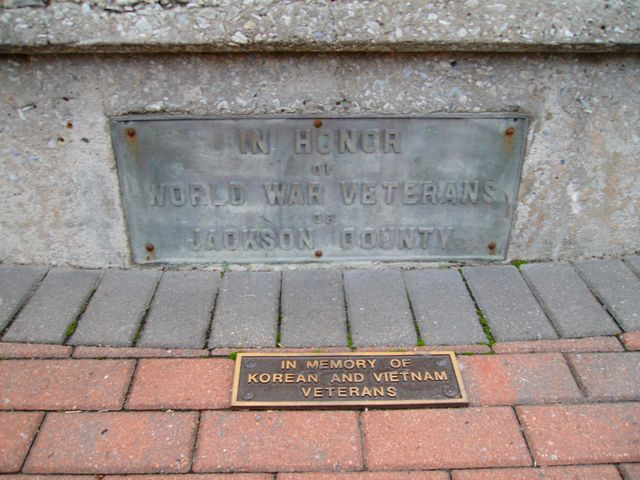 IN HONOR
OF
WORLD WAR VETERANS
OF
JACKSON COUNTY
IN MEMORY OF
KOREAN AND VIETNAM
VETERANS